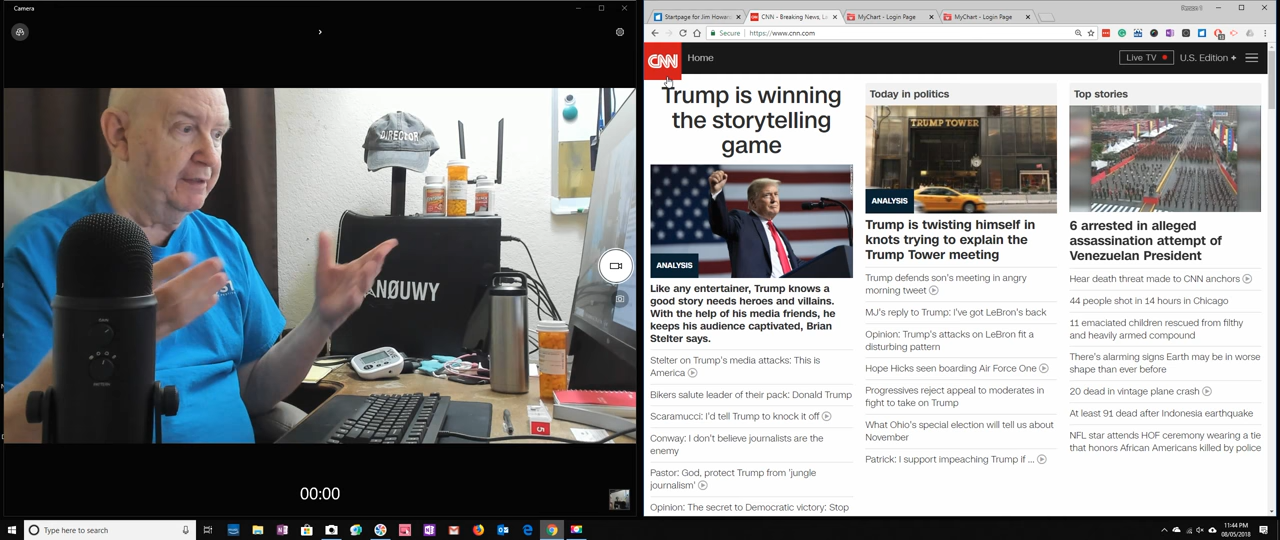 Camera
DIRECTOR
ANØUWY
GAIN
PATTERN
00:00
Startpage for Jim Howar
CNN - Breaking News, La
MyChart - Login Page
MyChart - Login Page
Secure
https://www.cnn.com
CNN
Home
Live TV
U.S. Edition +
Trump is winning
the storytelling
game
ANALYSIS
Like any entertainer, Trump knows a
good story needs heroes and villains.
With the help of his media friends, he
keeps his audience captivated, Brian
Stelter says.
Stelter on Trump's media attacks: This is
America
Bikers salute leader of their pack: Donald Trump
Scaramucci: I'd tell Trump to knock it off
Conway: I don't believe journalists are the
enemy
Pastor: God, protect Trump from 'jungle
journalism'
Opinion: The secret to Democratic victory: Stop
Today in politics
TRUMP TOWER
ANALYSIS
Trump is twisting himself in
knots trying to explain the
Trump Tower meeting
Trump defends son's meeting in angry
morning tweet
MJ's reply to Trump: I've got LeBron's back
Opinion: Trump's attacks on LeBron fit a
disturbing pattern
Hope Hicks seen boarding Air Force One
Progressives reject appeal to moderates in
fight to take on Trump
What Ohio's special election will tell us about
November
Patrick: I support impeaching Trump if ...
Top stories
6 arrested in alleged
assassination attempt of
Venezuelan President
Hear death threat made to CNN anchors
44 people shot in 14 hours in Chicago
11 emaciated children rescued from filthy
and heavily armed compound
There's alarming signs Earth may be in worse
shape than ever before
20 dead in vintage plane crash
At least 91 dead after Indonesia earthquake
NFL star attends HOF ceremony wearing a tie
that honors African Americans killed by police
Type here to search
11:44 PM
08/05/2018